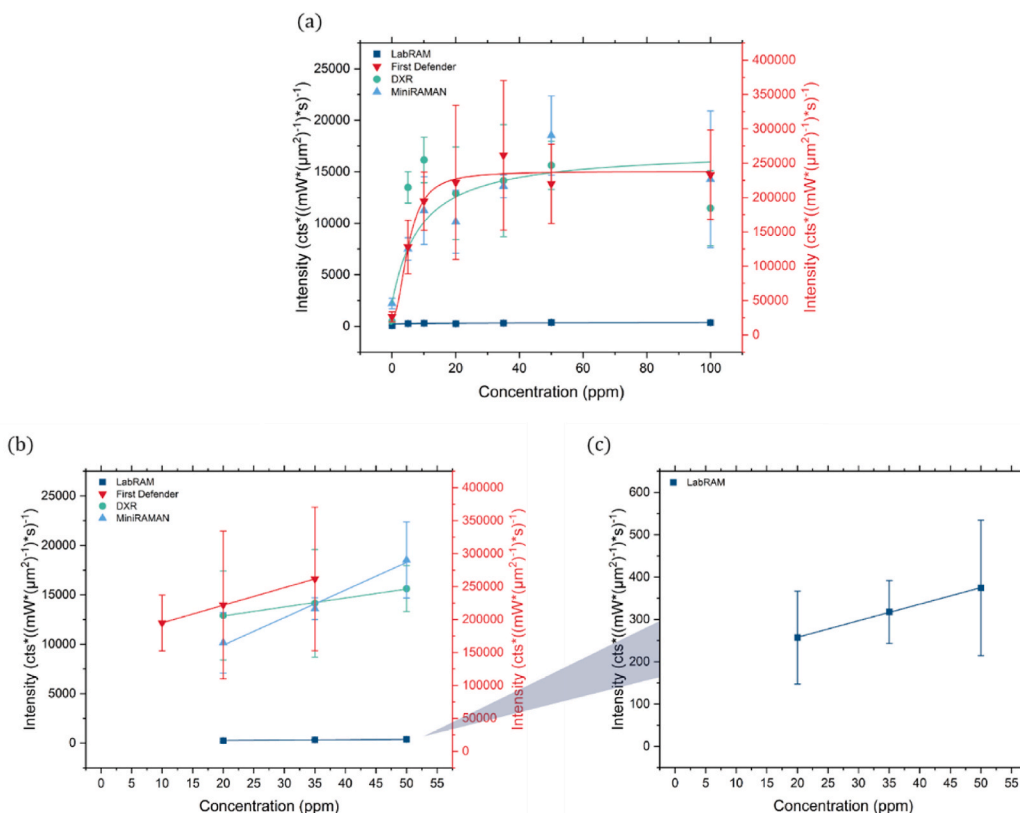 (a)
LabRAM
First Defender
DXR
MiniRAMAN
Intensity (cts*((mW*(μm²)⁻¹)*s)⁻¹)
25000
20000
15000
10000
5000
0
400000
350000
300000
250000
200000
150000
100000
50000
0
Intensity (cts*((mW*(μm²)⁻¹)*s)⁻¹)
0 20 40 60 80 100
Concentration (ppm)
(b)
LabRAM
First Defender
DXR
MiniRAMAN
Intensity (cts*((mW*(μm²)⁻¹)*s)⁻¹)
25000
20000
15000
10000
5000
0
400000
350000
300000
250000
200000
150000
100000
50000
0
Intensity (cts*((mW*(μm²)⁻¹)*s)⁻¹)
0 5 10 15 20 25 30 35 40 45 50 55
Concentration (ppm)
(c)
LabRAM
Intensity (cts*((mW*(μm²)⁻¹)*s)⁻¹)
600
500
400
300
200
100
0
0 5 10 15 20 25 30 35 40 45 50 55
Concentration (ppm)